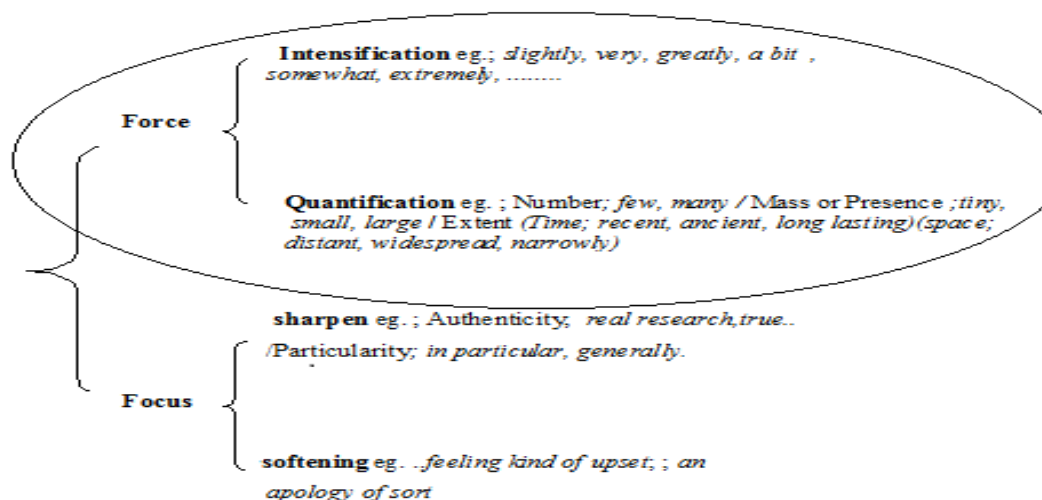 Intensification eg.; slightly, very, greatly, a bit ,
somewhat, extremely, ........
Force
Quantification eg. ; Number; few, many / Mass or Presence ;tiny,
small, large / Extent (Time; recent, ancient, long lasting)(space;
distant, widespread, narrowly)
sharpen eg. ; Authenticity; real research,true..
/Particularity; in particular, generally.
Focus
softening eg. ..feeling kind of upset; ; an
apology of sort